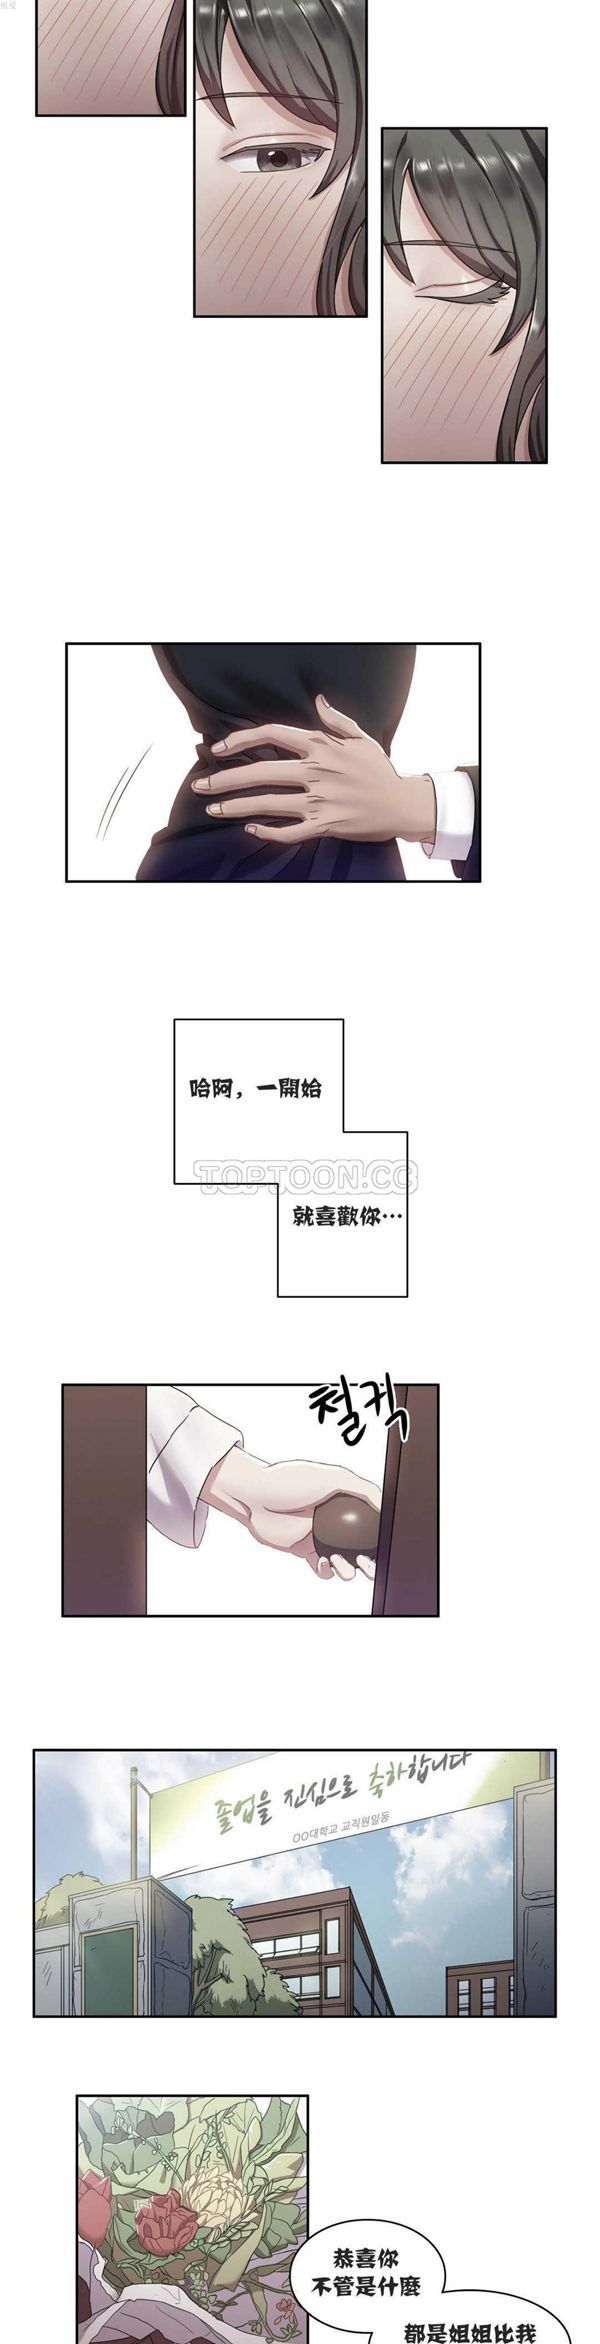 极爱
哈阿，一開始
TOPTOON.CC
就喜歡你…
철컥
졸업을 진심으로 축하합니다
OO대학교 교직원일동
恭喜你
不管是什麼
都是姐姐比我